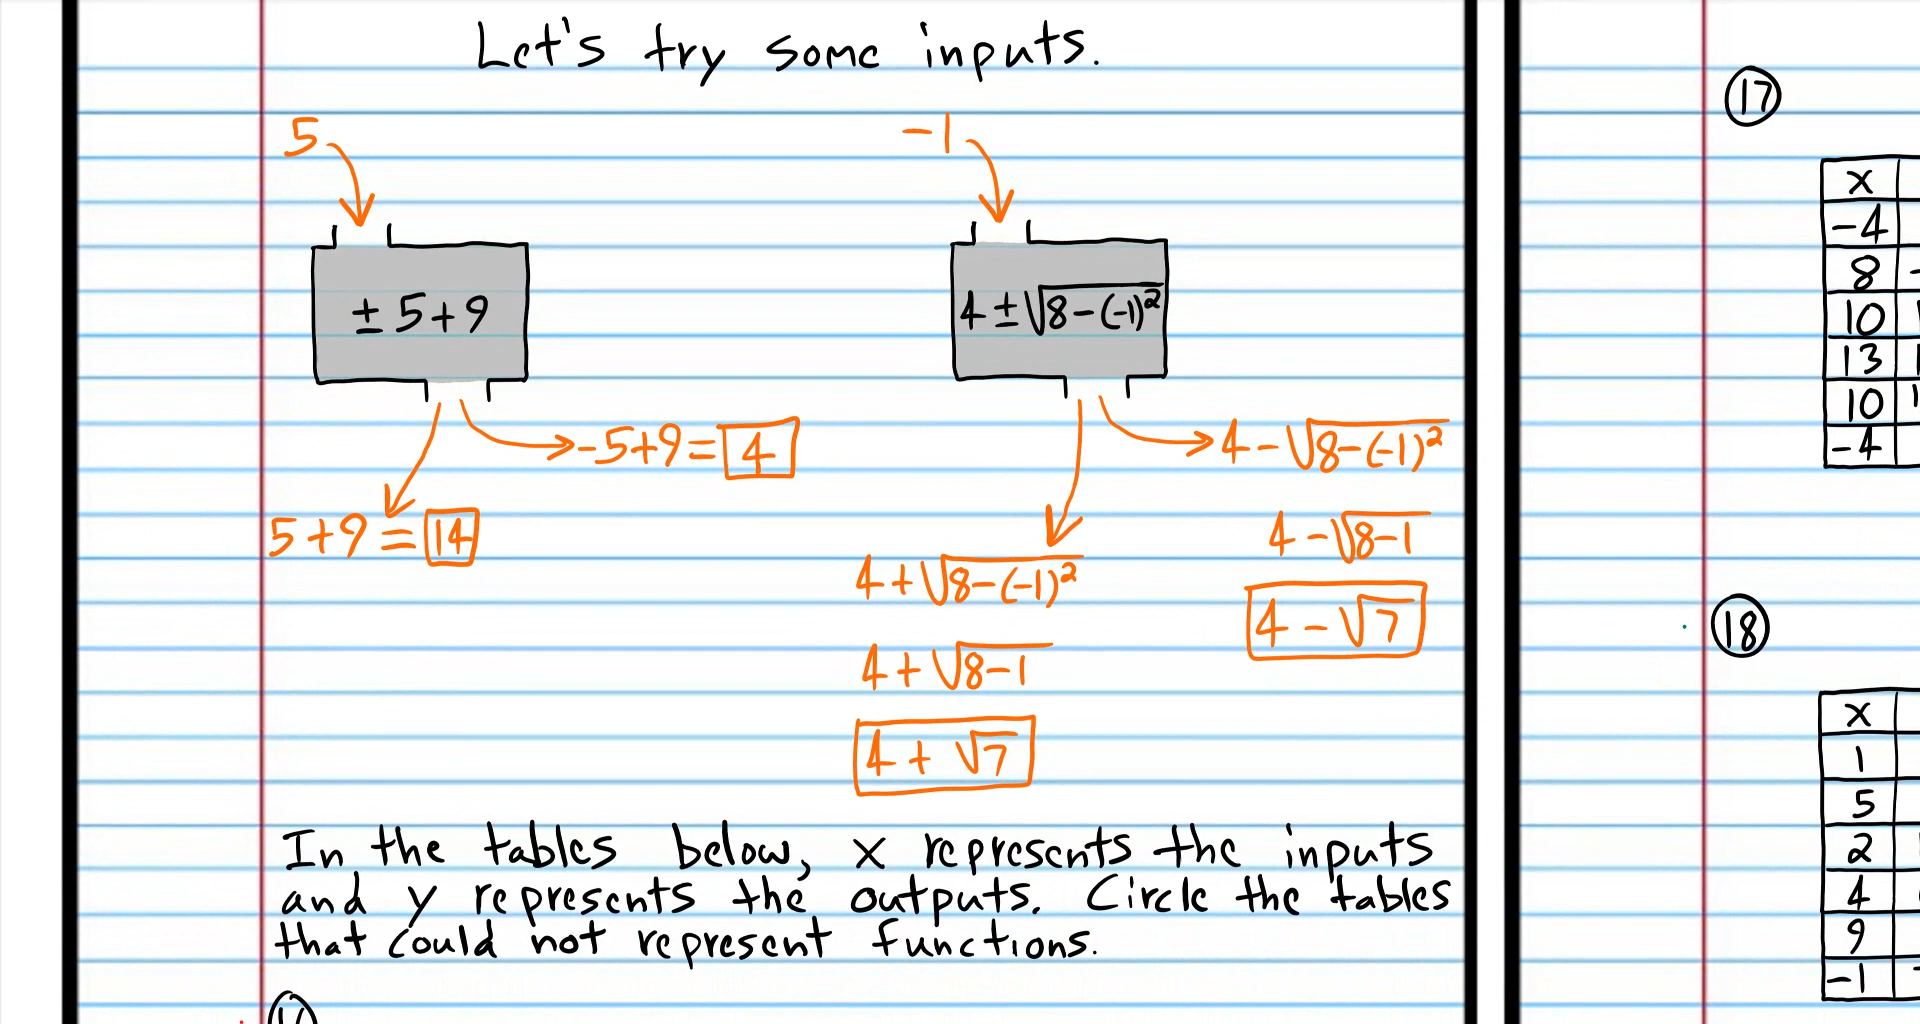 Let's try some inputs.
5
-1
± 5+9
4 ± √8-(-1)²
-5+9 = 4
5+9 = 14
4 - √8-(-1)²
4 - √8-1
4 - √7
4 + √8-(-1)²
4 + √8-1
4 + √7
In the tables below, x represents the inputs
and y represents the outputs. Circle the tables
that could not represent functions.
17
x
-4
8
10
13
10
-4
18
x
1
5
2
4
9
-1